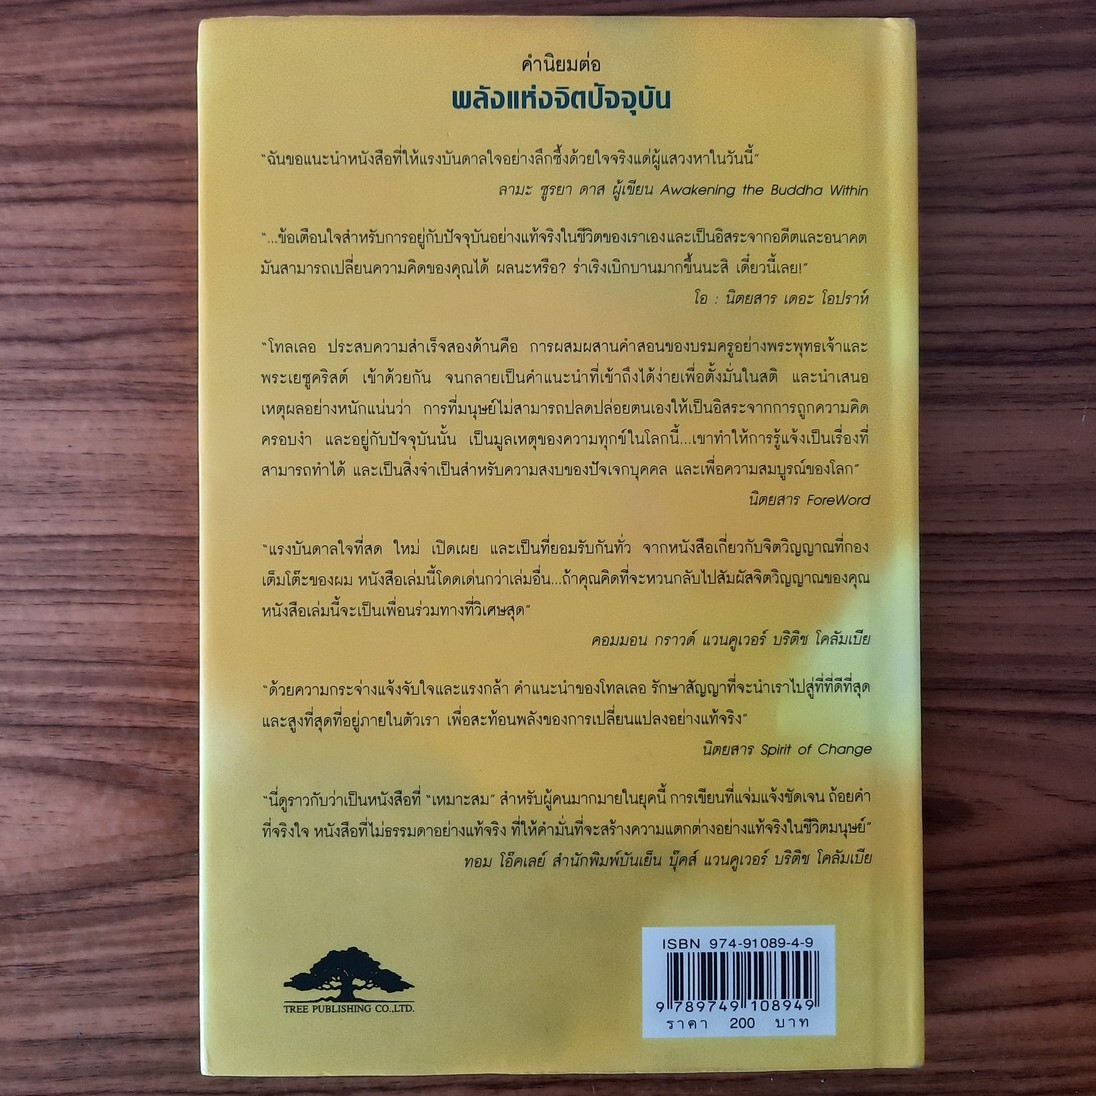 คำนิยมต่อ
พลังแห่งจิตปัจจุบัน
"ฉันขอแนะนำหนังสือที่ให้แรงบันดาลใจอย่างลึกซึ้งด้วยใจจริงแด่ผู้แสวงหาในวันนี้"
ลามะ ซูรยา ดาส ผู้เขียน Awakening the Buddha Within
"...ข้อเตือนใจสำหรับการอยู่กับปัจจุบันอย่างแท้จริงในชีวิตของเราเองและเป็นอิสระจากอดีตและอนาคต
มันสามารถเปลี่ยนความคิดของคุณได้ ผลนะหรือ? ร่าเริงเบิกบานมากขึ้นนะสิ เดี๋ยวนี้เลย!"
โอ : นิตยสาร เดอะ โอปราห์
"โทลเลอ ประสบความสำเร็จสองด้านคือ การผสมผสานคำสอนของบรมครูอย่างพระพุทธเจ้าและ
พระเยซูคริสต์ เข้าด้วยกัน จนกลายเป็นคำแนะนำที่เข้าถึงได้ง่ายเพื่อตั้งมั่นในสติ และนำเสนอ
เหตุผลอย่างหนักแน่นว่า การที่มนุษย์ไม่สามารถปลดปล่อยตนเองให้เป็นอิสระจากการถูกความคิด
ครอบงำ และอยู่กับปัจจุบันนั้น เป็นมูลเหตุของความทุกข์ในโลกนี้...เขาทำให้การรู้แจ้งเป็นเรื่องที่
สามารถทำได้ และเป็นสิ่งจำเป็นสำหรับความสงบของปัจเจกบุคคล และเพื่อความสมบูรณ์ของโลก"
นิตยสาร ForeWord
"แรงบันดาลใจที่สด ใหม่ เปิดเผย และเป็นที่ยอมรับกันทั่ว จากหนังสือเกี่ยวกับจิตวิญญาณที่กอง
เต็มโต๊ะของผม หนังสือเล่มนี้โดดเด่นกว่าเล่มอื่น...ถ้าคุณคิดที่จะหวนกลับไปสัมผัสจิตวิญญาณของคุณ
หนังสือเล่มนี้จะเป็นเพื่อนร่วมทางที่วิเศษสุด"
คอมมอน กราวด์ แวนคูเวอร์ บริติช โคลัมเบีย
"ด้วยความกระจ่างแจ้งจับใจและแรงกล้า คำแนะนำของโทลเลอ รักษาสัญญาที่จะนำเราไปสู่ที่ที่ดีที่สุด
และสูงที่สุดที่อยู่ภายในตัวเรา เพื่อสะท้อนพลังของการเปลี่ยนแปลงอย่างแท้จริง"
นิตยสาร Spirit of Change
"นี่ดูราวกับว่าเป็นหนังสือที่ "เหมาะสม" สำหรับผู้คนมากมายในยุคนี้ การเขียนที่แจ่มแจ้งชัดเจน ถ้อยคำ
ที่จริงใจ หนังสือที่ไม่ธรรมดาอย่างแท้จริง ที่ให้คำมั่นที่จะสร้างความแตกต่างอย่างแท้จริงในชีวิตมนุษย์"
ทอม โอ๊คเลย์ สำนักพิมพ์บันเย็น บุ๊คส์ แวนคูเวอร์ บริติช โคลัมเบีย
ISBN 974-91089-4-9
9 789749 108949
ราคา 200 บาท
TREE PUBLISHING CO.,LTD.